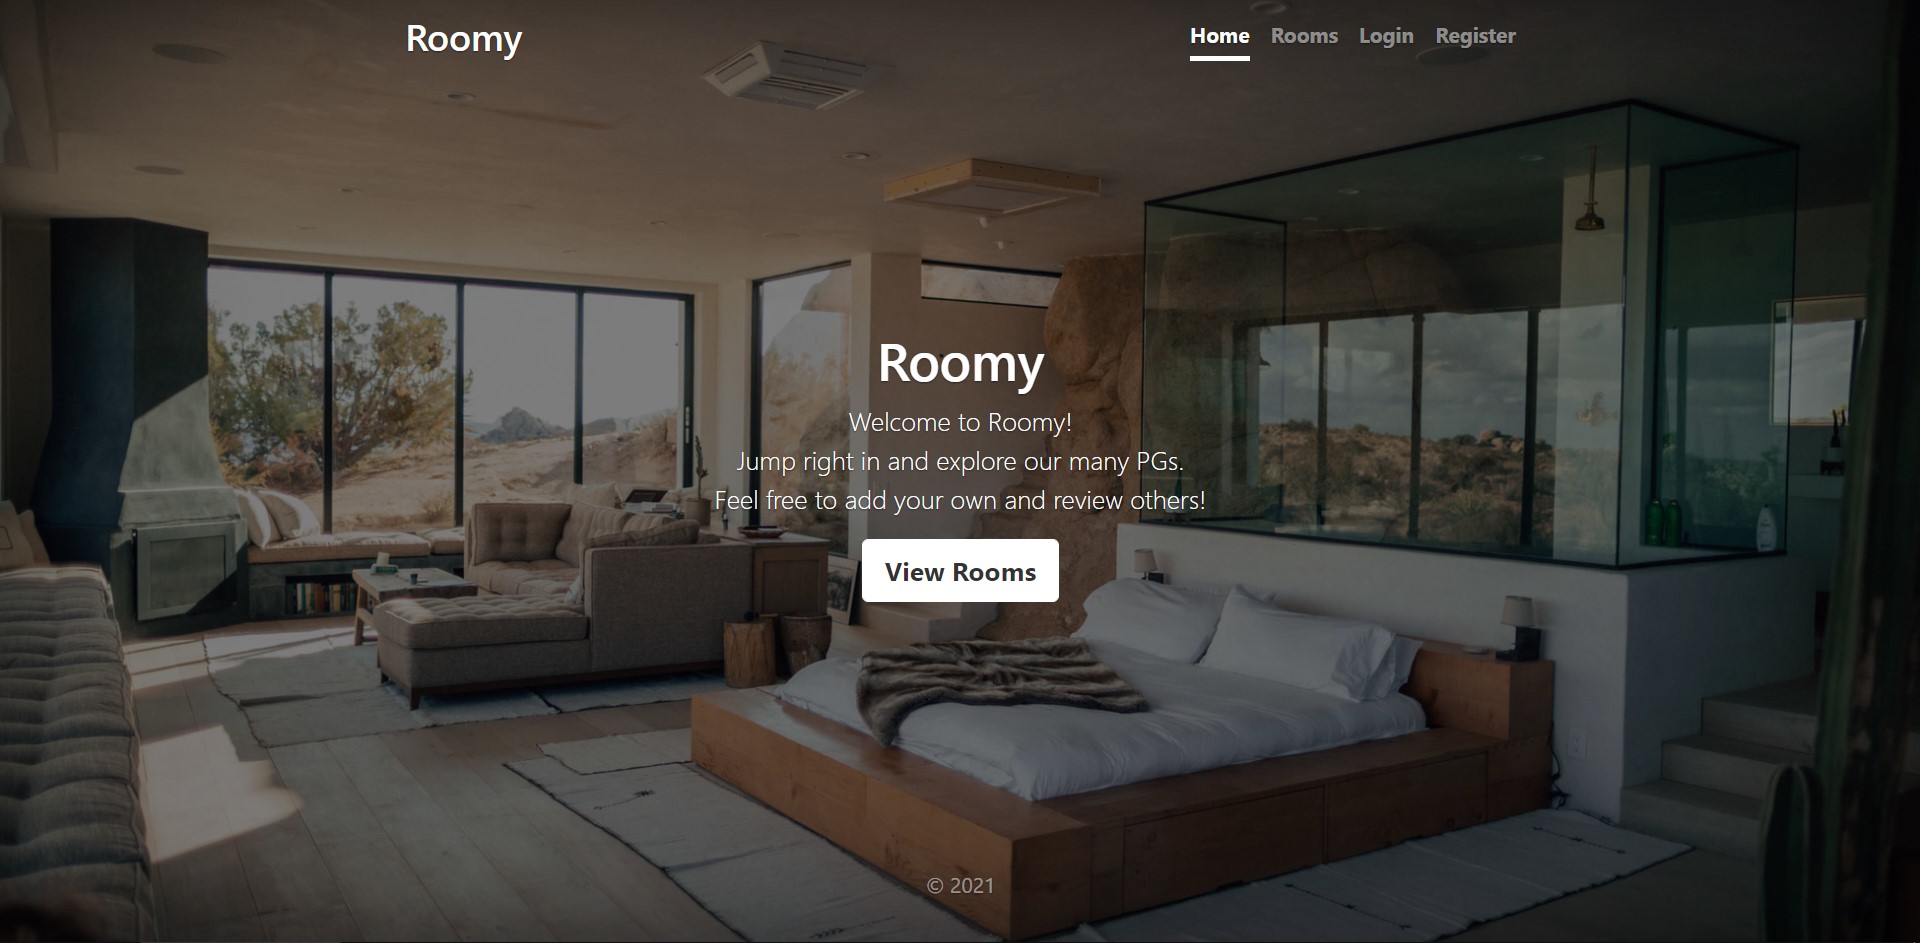 Roomy
Home Rooms Login Register
Roomy
Welcome to Roomy!
Jump right in and explore our many PGs.
Feel free to add your own and review others!
View Rooms
© 2021